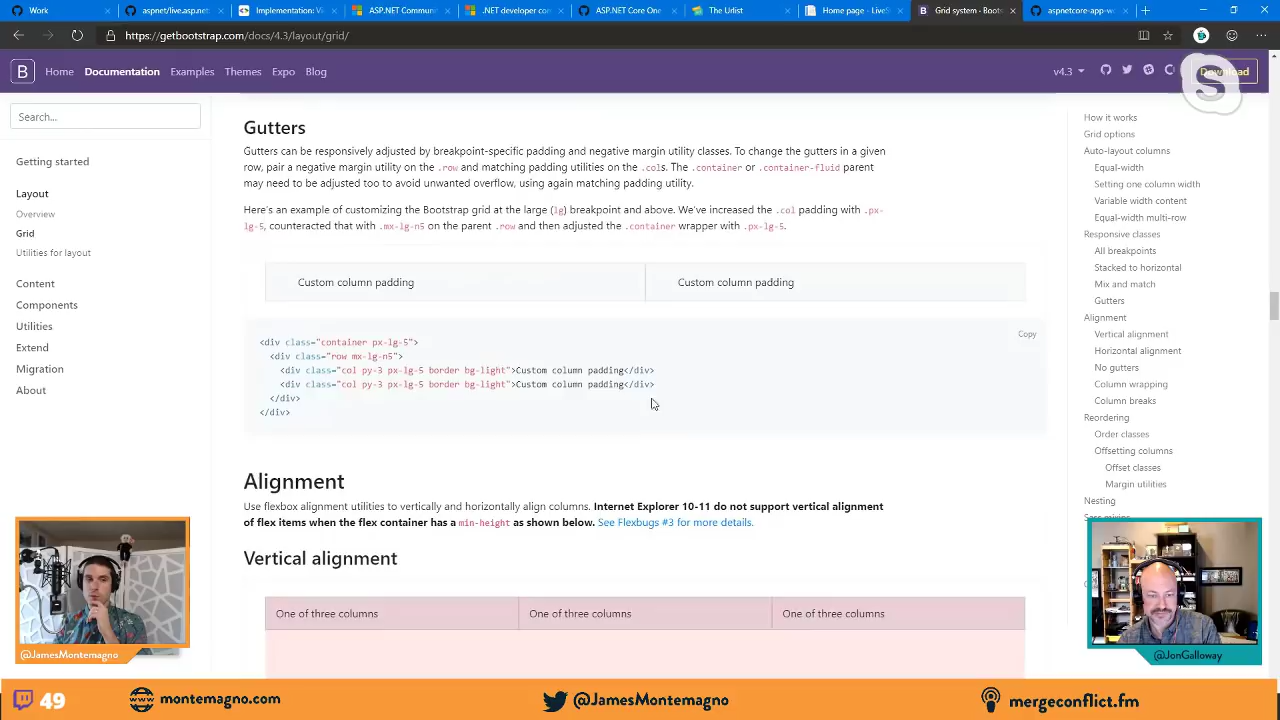 Work
aspnet/live.asp.net
Implementation: Vi
ASP.NET Commun
.NET developer co
ASP.NET Core One
The Urlist
Home page - LiveS
Grid system · Boots
aspnetcore-app-w
https://getbootstrap.com/docs/4.3/layout/grid/
B
Home
Documentation
Examples
Themes
Expo
Blog
v4.3
Download
Search...
Getting started
Layout
Overview
Grid
Utilities for layout
Content
Components
Utilities
Extend
Migration
About
Gutters
Gutters can be responsively adjusted by breakpoint-specific padding and negative margin utility classes. To change the gutters in a given
row, pair a negative margin utility on the .row and matching padding utilities on the .cols. The .container or .container-fluid parent
may need to be adjusted too to avoid unwanted overflow, using again matching padding utility.
Here's an example of customizing the Bootstrap grid at the large (lg) breakpoint and above. We've increased the .col padding with .px-
lg-5, counteracted that with .mx-lg-n5 on the parent .row and then adjusted the .container wrapper with .px-lg-5.
Custom column padding
Custom column padding
Copy
<div class="container px-lg-5">
<div class="row mx-lg-n5">
<div class="col py-3 px-lg-5 border bg-light">Custom column padding</div>
<div class="col py-3 px-lg-5 border bg-light">Custom column padding</div>
</div>
</div>
Alignment
Use flexbox alignment utilities to vertically and horizontally align columns. Internet Explorer 10-11 do not support vertical alignment
of flex items when the flex container has a min-height as shown below. See Flexbugs #3 for more details.
Vertical alignment
One of three columns
One of three columns
One of three columns
How it works
Grid options
Auto-layout columns
Equal-width
Setting one column width
Variable width content
Equal-width multi-row
Responsive classes
All breakpoints
Stacked to horizontal
Mix and match
Gutters
Alignment
Vertical alignment
Horizontal alignment
No gutters
Column wrapping
Column breaks
Reordering
Order classes
Offsetting columns
Offset classes
Margin utilities
Nesting
@JamesMontemagno
@JonGalloway
49
montemagno.com
@JamesMontemagno
mergeconflict.fm